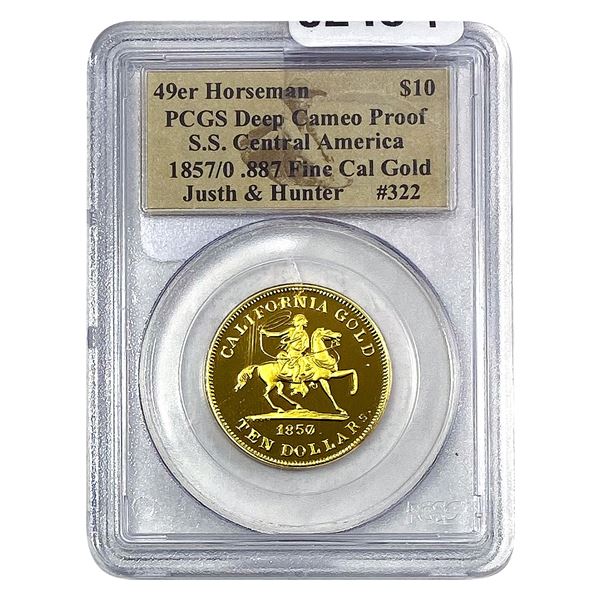 49er Horseman $10
PCGS Deep Cameo Proof
S.S. Central America
1857/0 .887 Fine Cal Gold
Justh & Hunter #322
CALIFORNIA GOLD.
1850
TEN DOLLARS.
PCGS